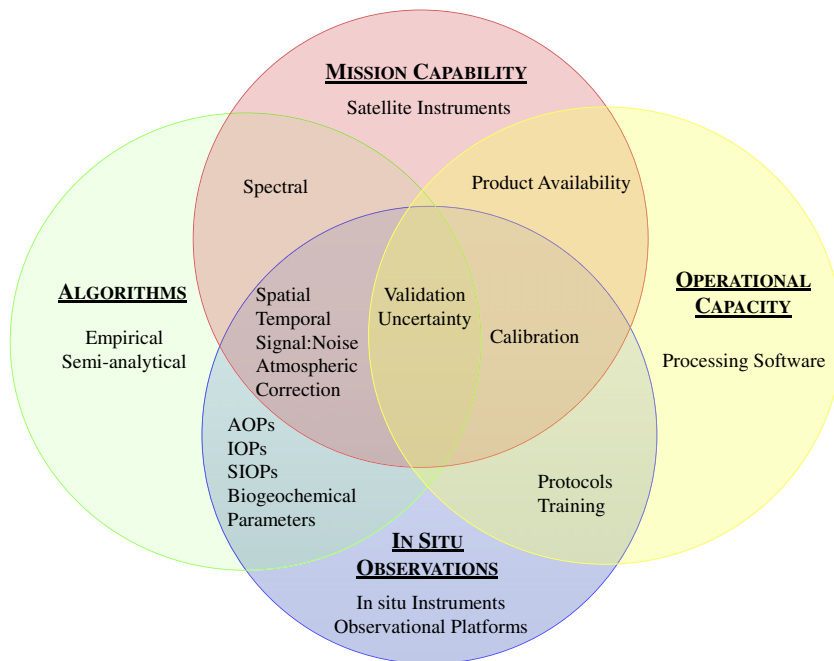 MISSION CAPABILITY
Satellite Instruments
Spectral
Product Availability
ALGORITHMS
Empirical
Semi-analytical
Spatial
Temporal
Signal:Noise
Atmospheric
Correction
Validation
Uncertainty
Calibration
OPERATIONAL
CAPACITY
Processing Software
AOPs
IOPs
SIOPs
Biogeochemical
Parameters
Protocols
Training
IN SITU
OBSERVATIONS
In situ Instruments
Observational Platforms